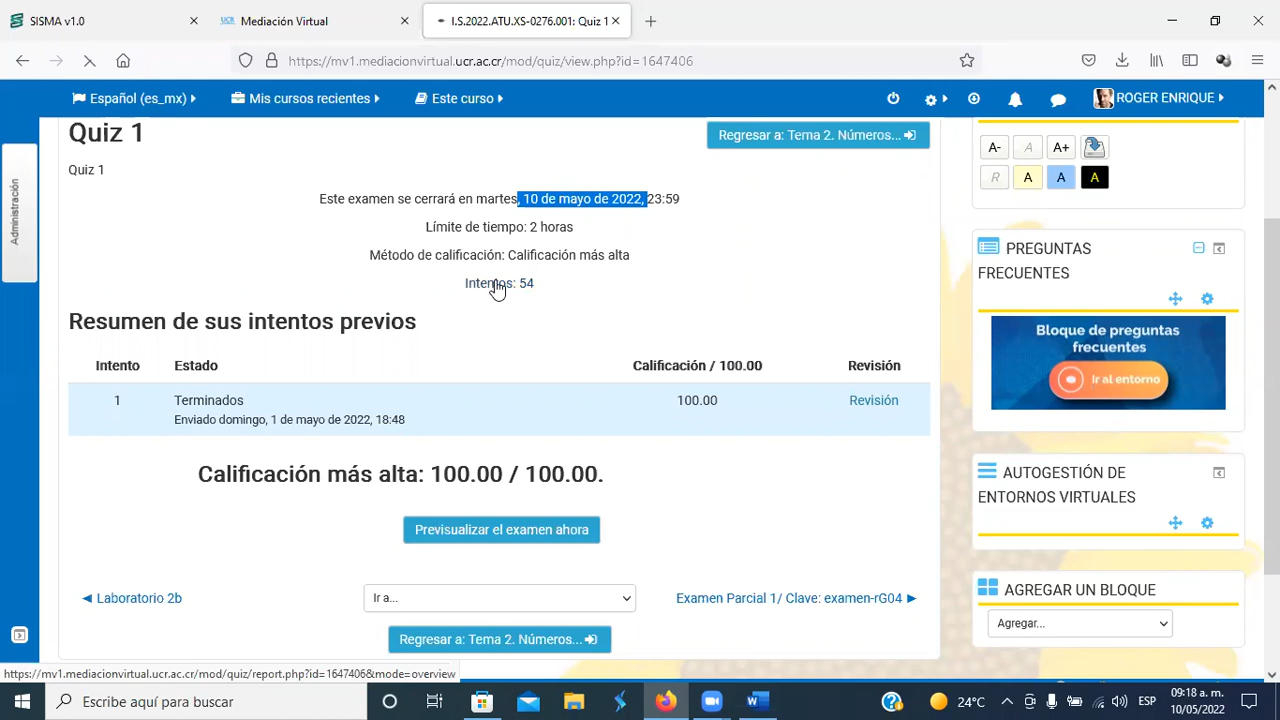 SISMA v1.0
UCR
Mediación Virtual
I.S.2022.ATU.XS-0276.001: Quiz 1
https://mv1.mediacionvirtual.ucr.ac.cr/mod/quiz/view.php?id=1647406
Español (es_mx)
Mis cursos recientes
Este curso
ROGER ENRIQUE
Administración
Quiz 1
Regresar a: Tema 2. Números...
Quiz 1
Este examen se cerrará en martes, 10 de mayo de 2022, 23:59
Límite de tiempo: 2 horas
Método de calificación: Calificación más alta
Intentos: 54
Resumen de sus intentos previos
Intento Estado Calificación / 100.00 Revisión
1 Terminados 100.00 Revisión
Enviado domingo, 1 de mayo de 2022, 18:48
Calificación más alta: 100.00 / 100.00.
Previsualizar el examen ahora
◄ Laboratorio 2b
Ir a...
Examen Parcial 1/ Clave: examen-rG04 ►
Regresar a: Tema 2. Números...
A- A A+
R A A A
PREGUNTAS
FRECUENTES
Bloque de preguntas
frecuentes
Ir al entorno
AUTOGESTIÓN DE
ENTORNOS VIRTUALES
AGREGAR UN BLOQUE
Agregar...
https://mv1.mediacionvirtual.ucr.ac.cr/mod/quiz/report.php?id=1647406&mode=overview
Escribe aquí para buscar
24°C
ESP
09:18 a. m.
10/05/2022